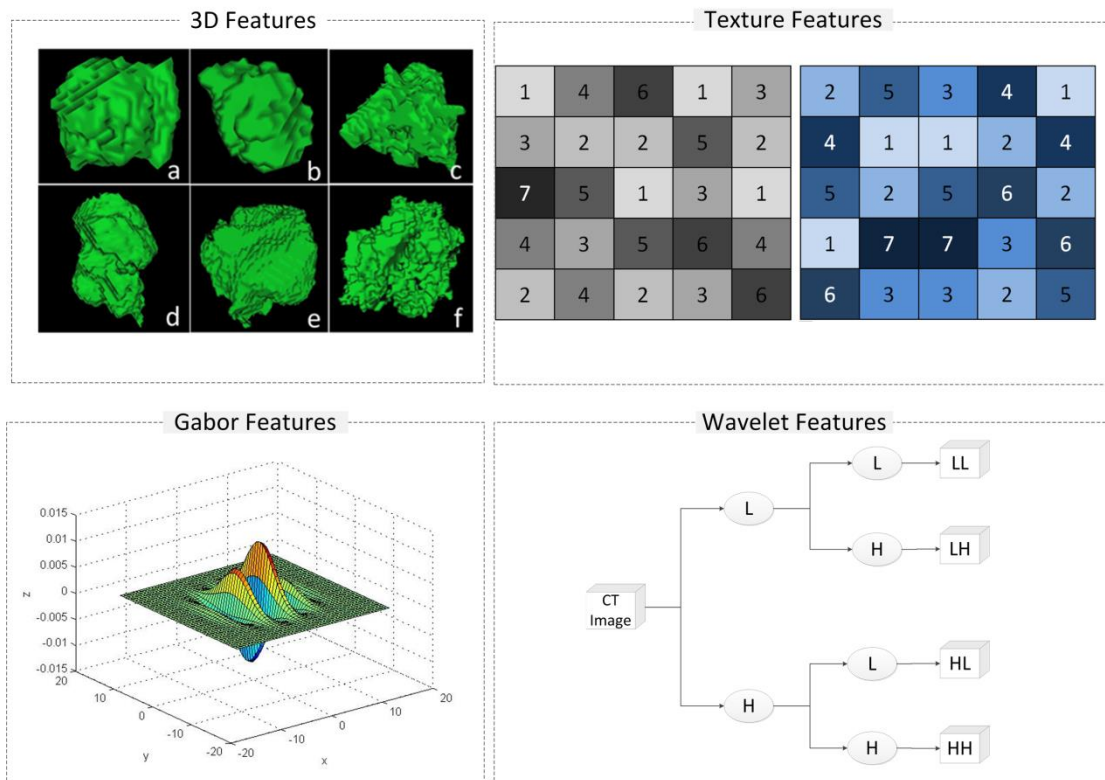 3D Features
a b c
d e f
Texture Features
1 4 6 1 3
3 2 2 5 2
7 5 1 3 1
4 3 5 6 4
2 4 2 3 6
2 5 3 4 1
4 1 1 2 4
5 2 5 6 2
1 7 7 3 6
6 3 3 2 5
Gabor Features
0.015
0.01
0.005
0
-0.005
-0.01
-0.015
z
20
10
0
-10
-20
y
-20
-10
0
10
20
x
Wavelet Features
CT
Image
L
H
L
H
L
H
LL
LH
HL
HH